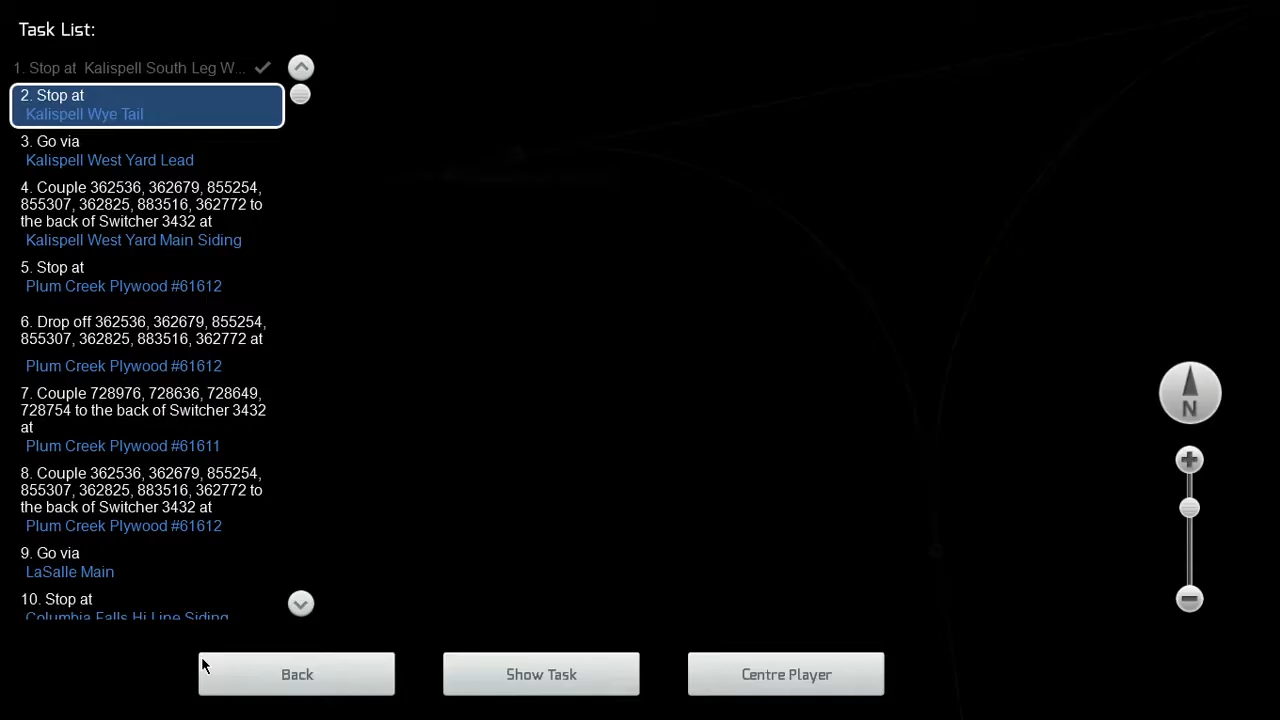 Task List:
1. Stop at Kalispell South Leg W...
2. Stop at
Kalispell Wye Tail
3. Go via
Kalispell West Yard Lead
4. Couple 362536, 362679, 855254,
855307, 362825, 883516, 362772 to
the back of Switcher 3432 at
Kalispell West Yard Main Siding
5. Stop at
Plum Creek Plywood #61612
6. Drop off 362536, 362679, 855254,
855307, 362825, 883516, 362772 at
Plum Creek Plywood #61612
7. Couple 728976, 728636, 728649,
728754 to the back of Switcher 3432
at
Plum Creek Plywood #61611
8. Couple 362536, 362679, 855254,
855307, 362825, 883516, 362772 to
the back of Switcher 3432 at
Plum Creek Plywood #61612
9. Go via
LaSalle Main
10. Stop at
Columbia Falls Hi Line Siding
N
Back
Show Task
Centre Player